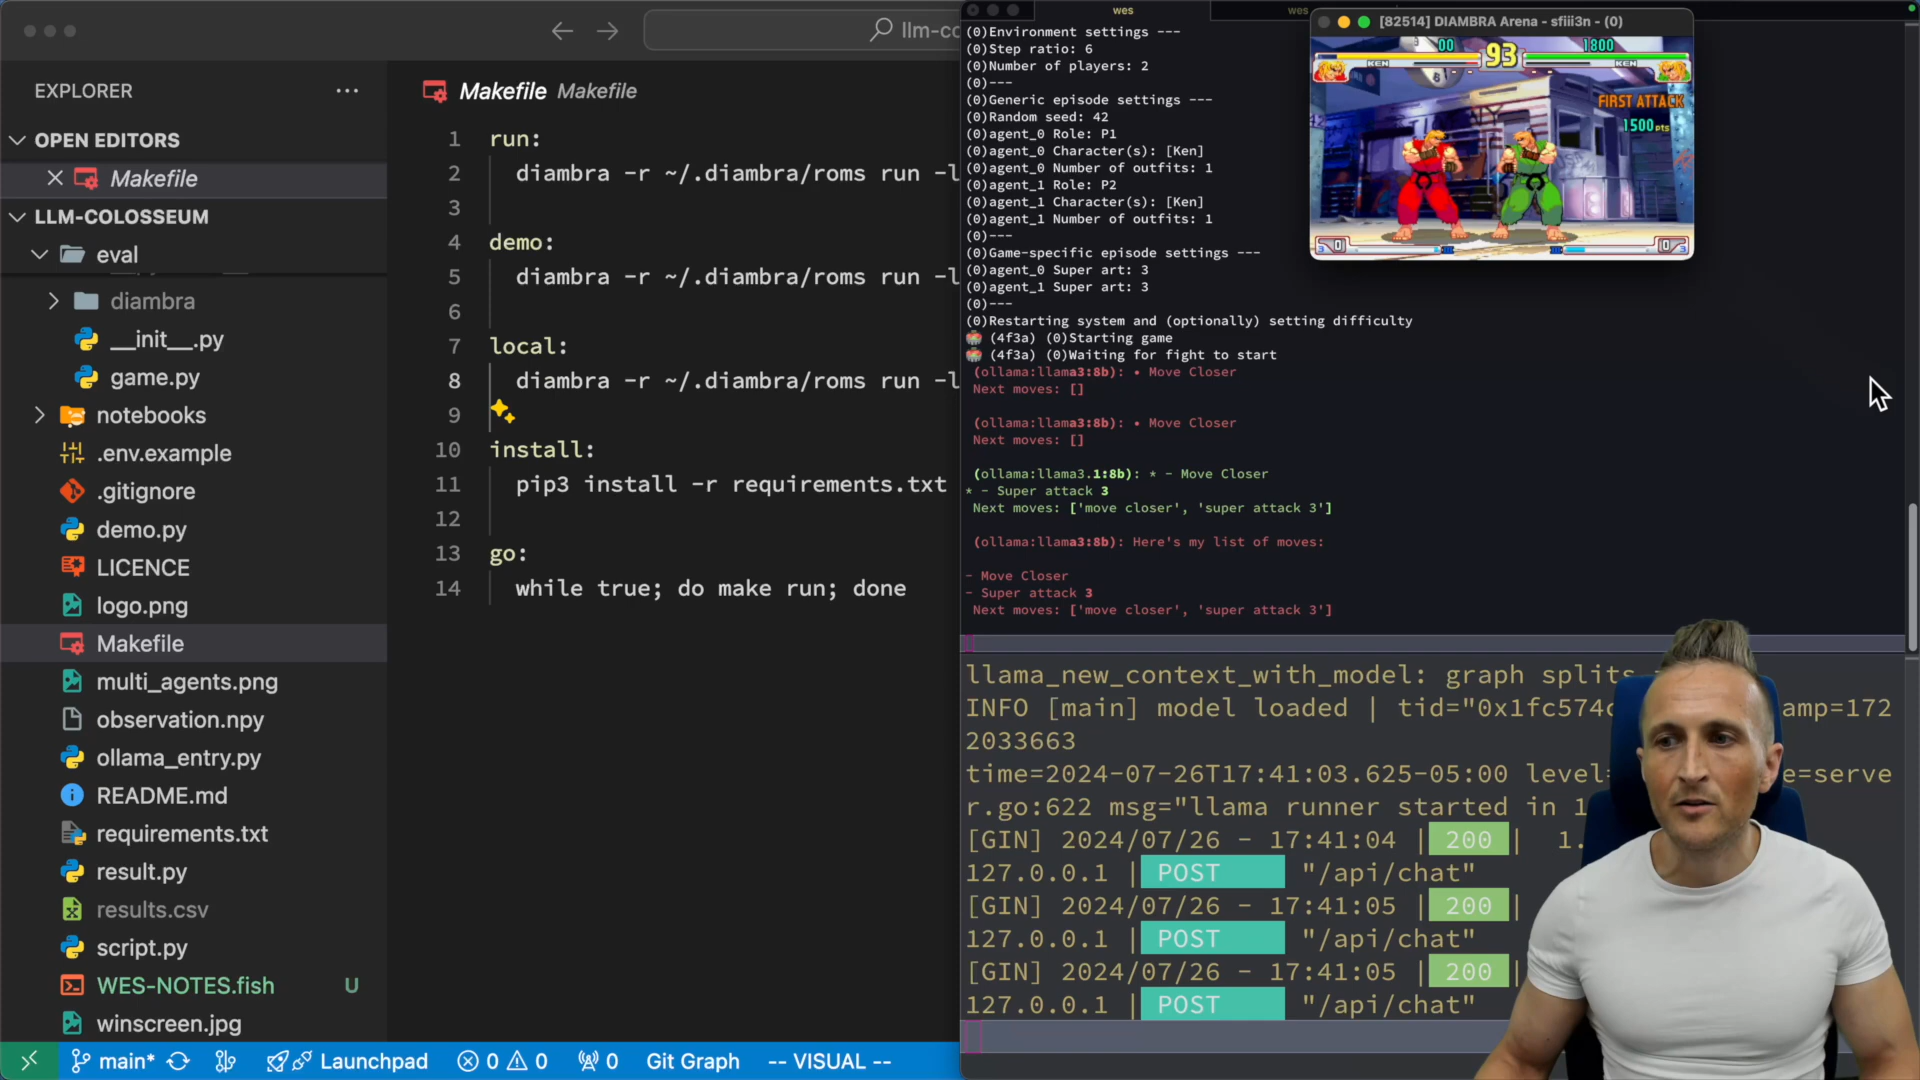 llm-co
EXPLORER
OPEN EDITORS
Makefile
LLM-COLOSSEUM
eval
diambra
__init__.py
game.py
notebooks
.env.example
.gitignore
demo.py
LICENCE
logo.png
Makefile
multi_agents.png
observation.npy
ollama_entry.py
README.md
requirements.txt
result.py
results.csv
script.py
WES-NOTES.fish U
winscreen.jpg
Makefile Makefile
1 run:
2 diambra -r ~/.diambra/roms run -l
3
4 demo:
5 diambra -r ~/.diambra/roms run -l
6
7 local:
8 diambra -r ~/.diambra/roms run -l
9
10 install:
11 pip3 install -r requirements.txt
12
13 go:
14 while true; do make run; done
main* 0 0 0 Launchpad Git Graph -- VISUAL --
wes
wes
(0)Environment settings ---
(0)Step ratio: 6
(0)Number of players: 2
(0)---
(0)Generic episode settings ---
(0)Random seed: 42
(0)agent_0 Role: P1
(0)agent_0 Character(s): [Ken]
(0)agent_0 Number of outfits: 1
(0)agent_1 Role: P2
(0)agent_1 Character(s): [Ken]
(0)agent_1 Number of outfits: 1
(0)---
(0)Game-specific episode settings ---
(0)agent_0 Super art: 3
(0)agent_1 Super art: 3
(0)---
(0)Restarting system and (optionally) setting difficulty
(4f3a) (0)Starting game
(4f3a) (0)Waiting for fight to start
(ollama:llama3:8b): • Move Closer
Next moves: []
(ollama:llama3:8b): • Move Closer
Next moves: []
(ollama:llama3.1:8b): * - Move Closer
* - Super attack 3
Next moves: ['move closer', 'super attack 3']
(ollama:llama3:8b): Here's my list of moves:
- Move Closer
- Super attack 3
Next moves: ['move closer', 'super attack 3']
[82514] DIAMBRA Arena - sfiii3n - (0)
00 93 1800
KEN KEN
FIRST ATTACK
1500pts
3 0 0 3
llama_new_context_with_model: graph splits
INFO [main] model loaded | tid="0x1fc574 amp=172
2033663
time=2024-07-26T17:41:03.625-05:00 level= e=serve
r.go:622 msg="llama runner started in 1
[GIN] 2024/07/26 - 17:41:04 | 200 | 1.
127.0.0.1 | POST "/api/chat"
[GIN] 2024/07/26 - 17:41:05 | 200 |
127.0.0.1 | POST "/api/chat"
[GIN] 2024/07/26 - 17:41:05 | 200 |
127.0.0.1 | POST "/api/chat"